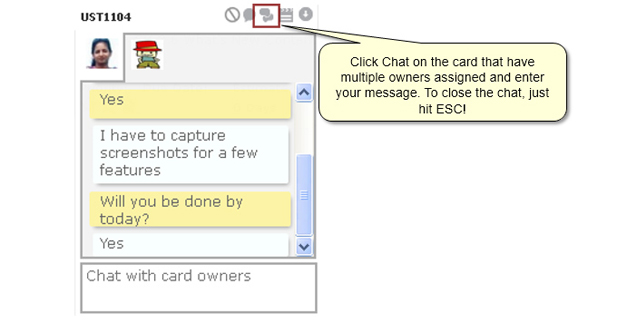 UST1104
Click Chat on the card that have
multiple owners assigned and enter
your message. To close the chat, just
hit ESC!
Yes
I have to capture
screenshots for a few
features
Will you be done by
today?
Yes
Chat with card owners